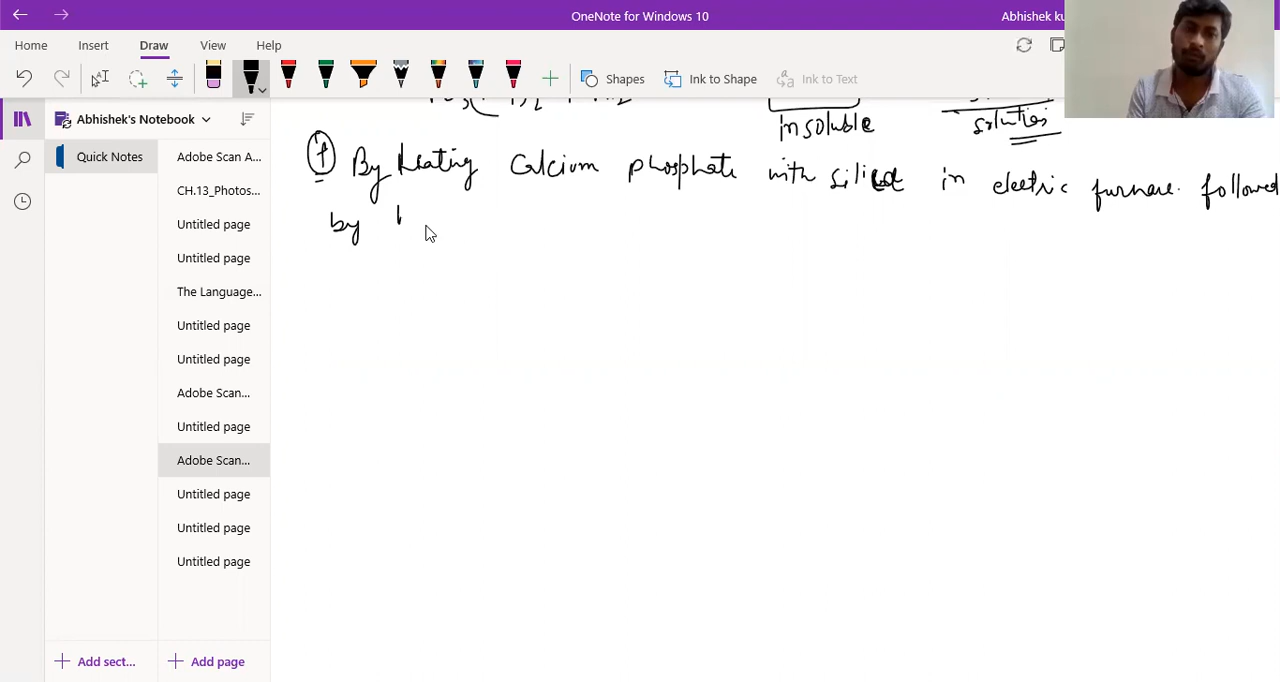 OneNote for Windows 10
Abhishek ku
Home Insert Draw View Help
Shapes Ink to Shape Ink to Text
Abhishek's Notebook
Quick Notes
Adobe Scan A...
CH.13_Photos...
Untitled page
Untitled page
The Language...
Untitled page
Untitled page
Adobe Scan...
Untitled page
Adobe Scan...
Untitled page
Untitled page
Untitled page
Add sect...
Add page
insoluble
By Heating Calcium phosphate with in electric furnace. followed
by